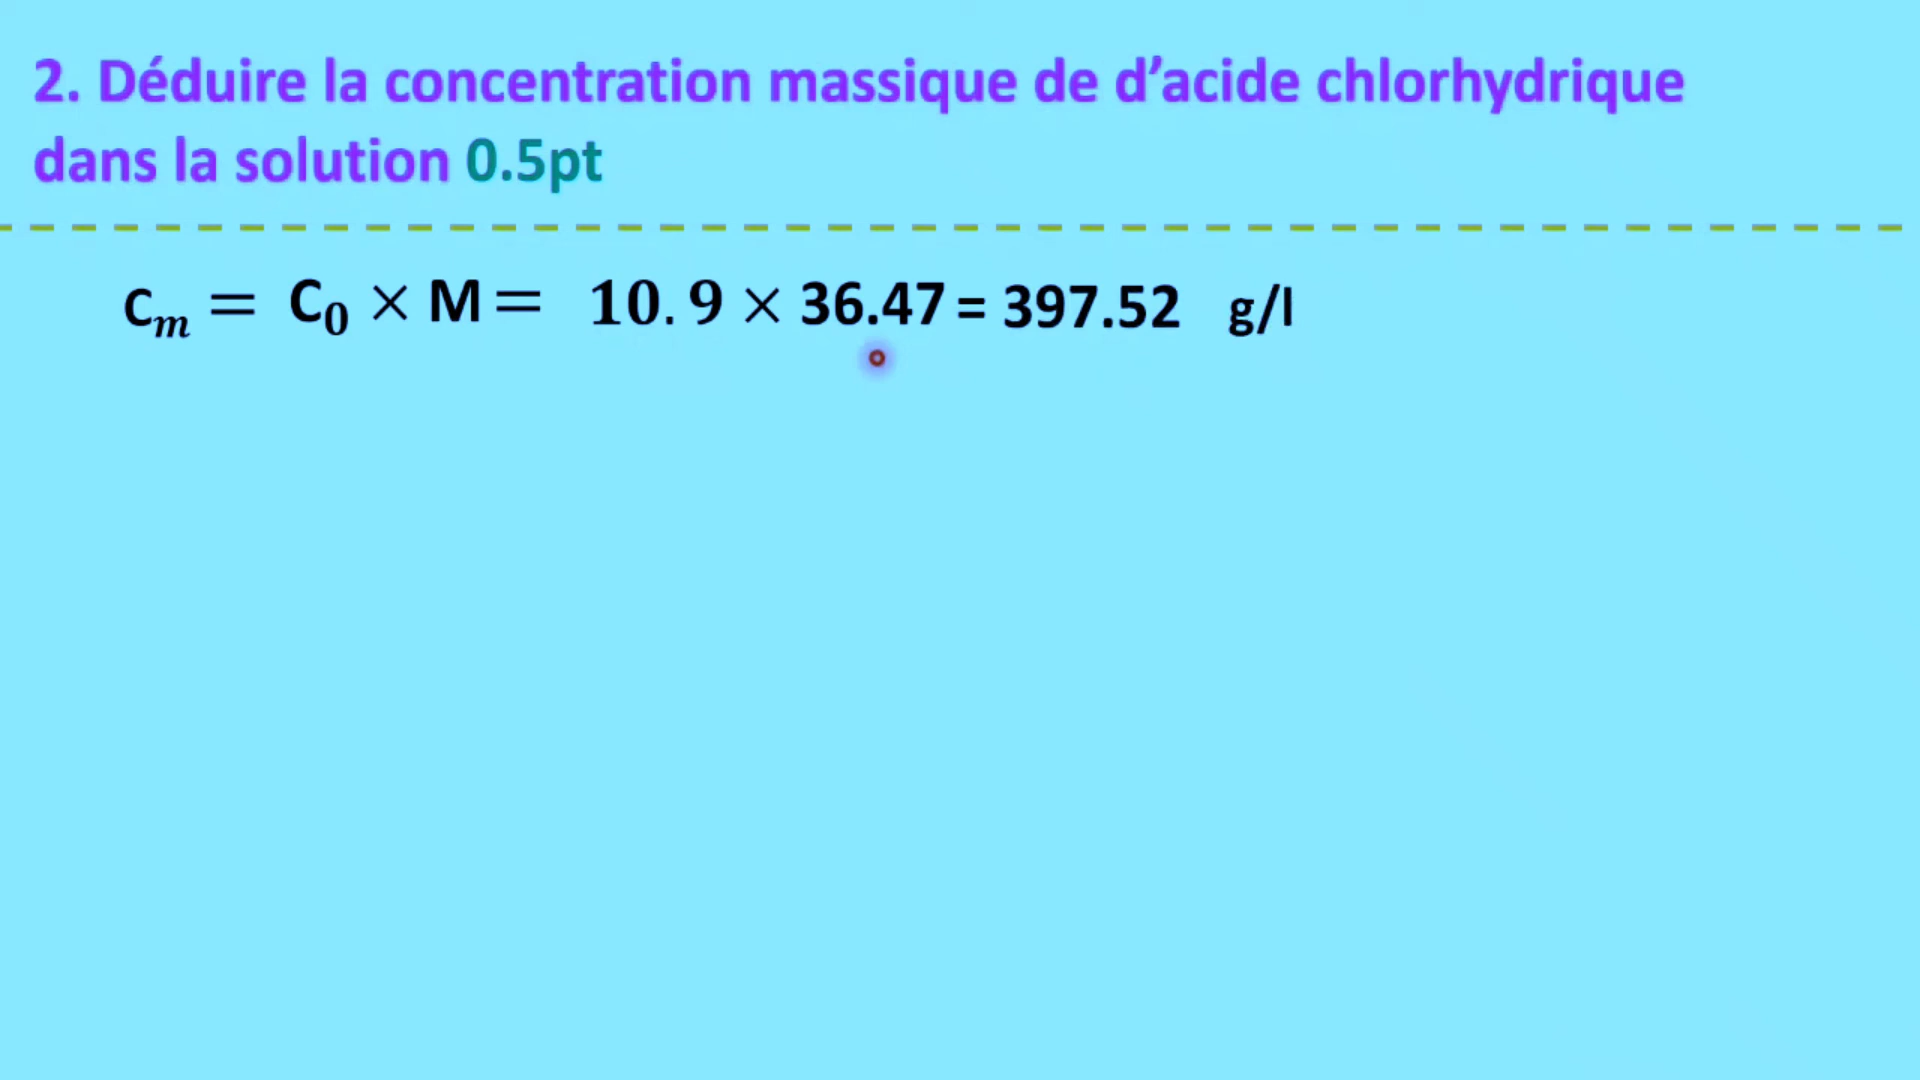 2. Déduire la concentration massique de d’acide chlorhydrique
dans la solution 0.5pt
Cₘ = C₀ × M = 10. 9 × 36.47 = 397.52 g/l